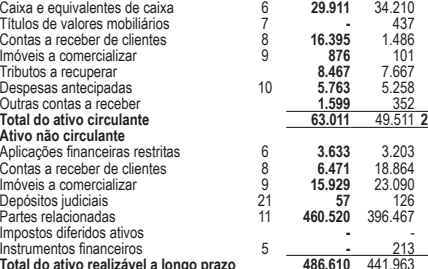 Caixa e equivalentes de caixa 6 29.911 34.210
Títulos de valores mobiliários 7 - 437
Contas a receber de clientes 8 16.395 1.486
Imóveis a comercializar 9 876 101
Tributos a recuperar 8.467 7.667
Despesas antecipadas 10 5.763 5.258
Outras contas a receber 1.599 352
Total do ativo circulante 63.011 49.511 2
Ativo não circulante
Aplicações financeiras restritas 6 3.633 3.203
Contas a receber de clientes 8 6.471 18.864
Imóveis a comercializar 9 15.929 23.090
Depósitos judiciais 21 57 126
Partes relacionadas 11 460.520 396.467
Impostos diferidos ativos - -
Instrumentos financeiros 5 - 213
Total do ativo realizável a longo prazo 486.610 441.963